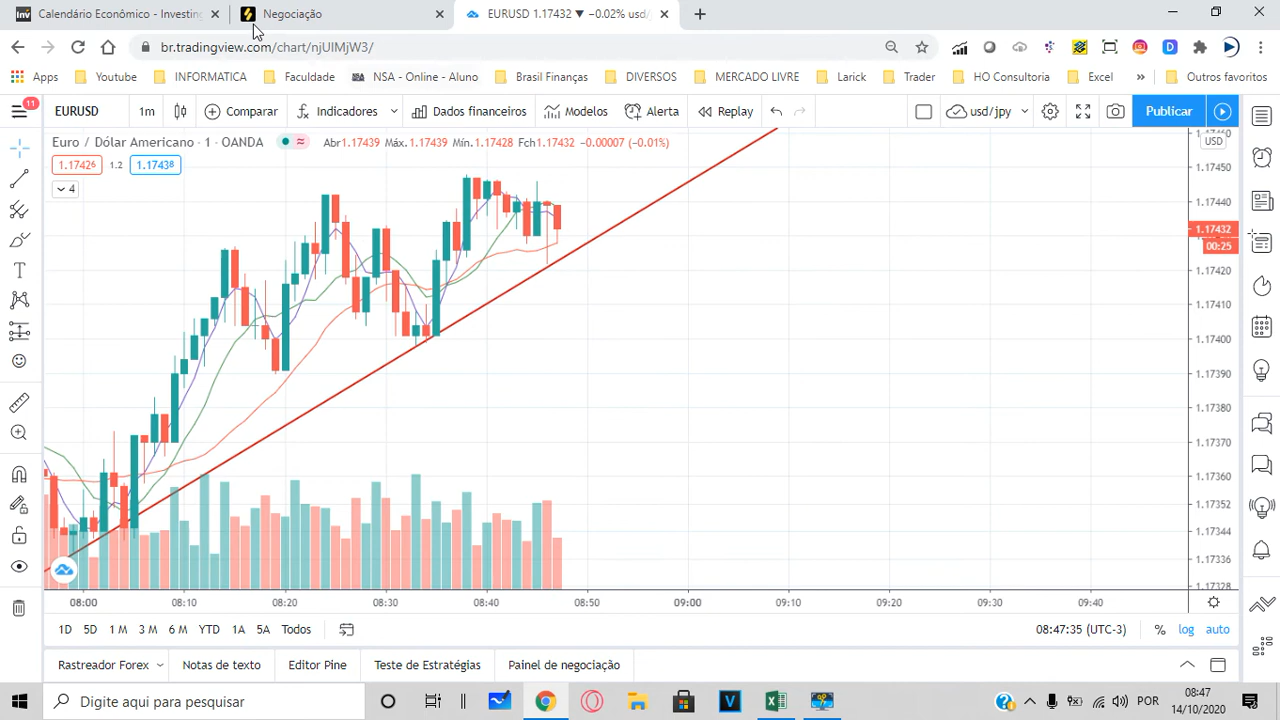 Calendário Econômico - Investing
Negociação
EURUSD 1.17432 ▼ −0.02% usd/
br.tradingview.com/chart/njUIMjW3/
Apps
Youtube
INFORMATICA
Faculdade
NSA - Online - Aluno
Brasil Finanças
DIVERSOS
MERCADO LIVRE
Larick
Trader
HO Consultoria
Excel
»
Outros favoritos
11
EURUSD
1m
Comparar
Indicadores
Dados financeiros
Modelos
Alerta
Replay
usd/jpy
Publicar
Euro / Dólar Americano · 1 · OANDA
Abr1.17439 Máx.1.17439 Mín.1.17428 Fch1.17432 −0.00007 (−0.01%)
1.17426
1.2
1.17438
4
USD
1.17460
1.17450
1.17440
1.17432
00:25
1.17420
1.17410
1.17400
1.17390
1.17380
1.17370
1.17360
1.17352
1.17344
1.17336
1.17328
08:00 08:10 08:20 08:30 08:40 08:50 09:00 09:10 09:20 09:30 09:40
1D 5D 1 M 3 M 6 M YTD 1A 5A Todos
08:47:35 (UTC-3)
% log auto
Rastreador Forex
Notas de texto
Editor Pine
Teste de Estratégias
Painel de negociação
Digite aqui para pesquisar
POR
08:47
14/10/2020